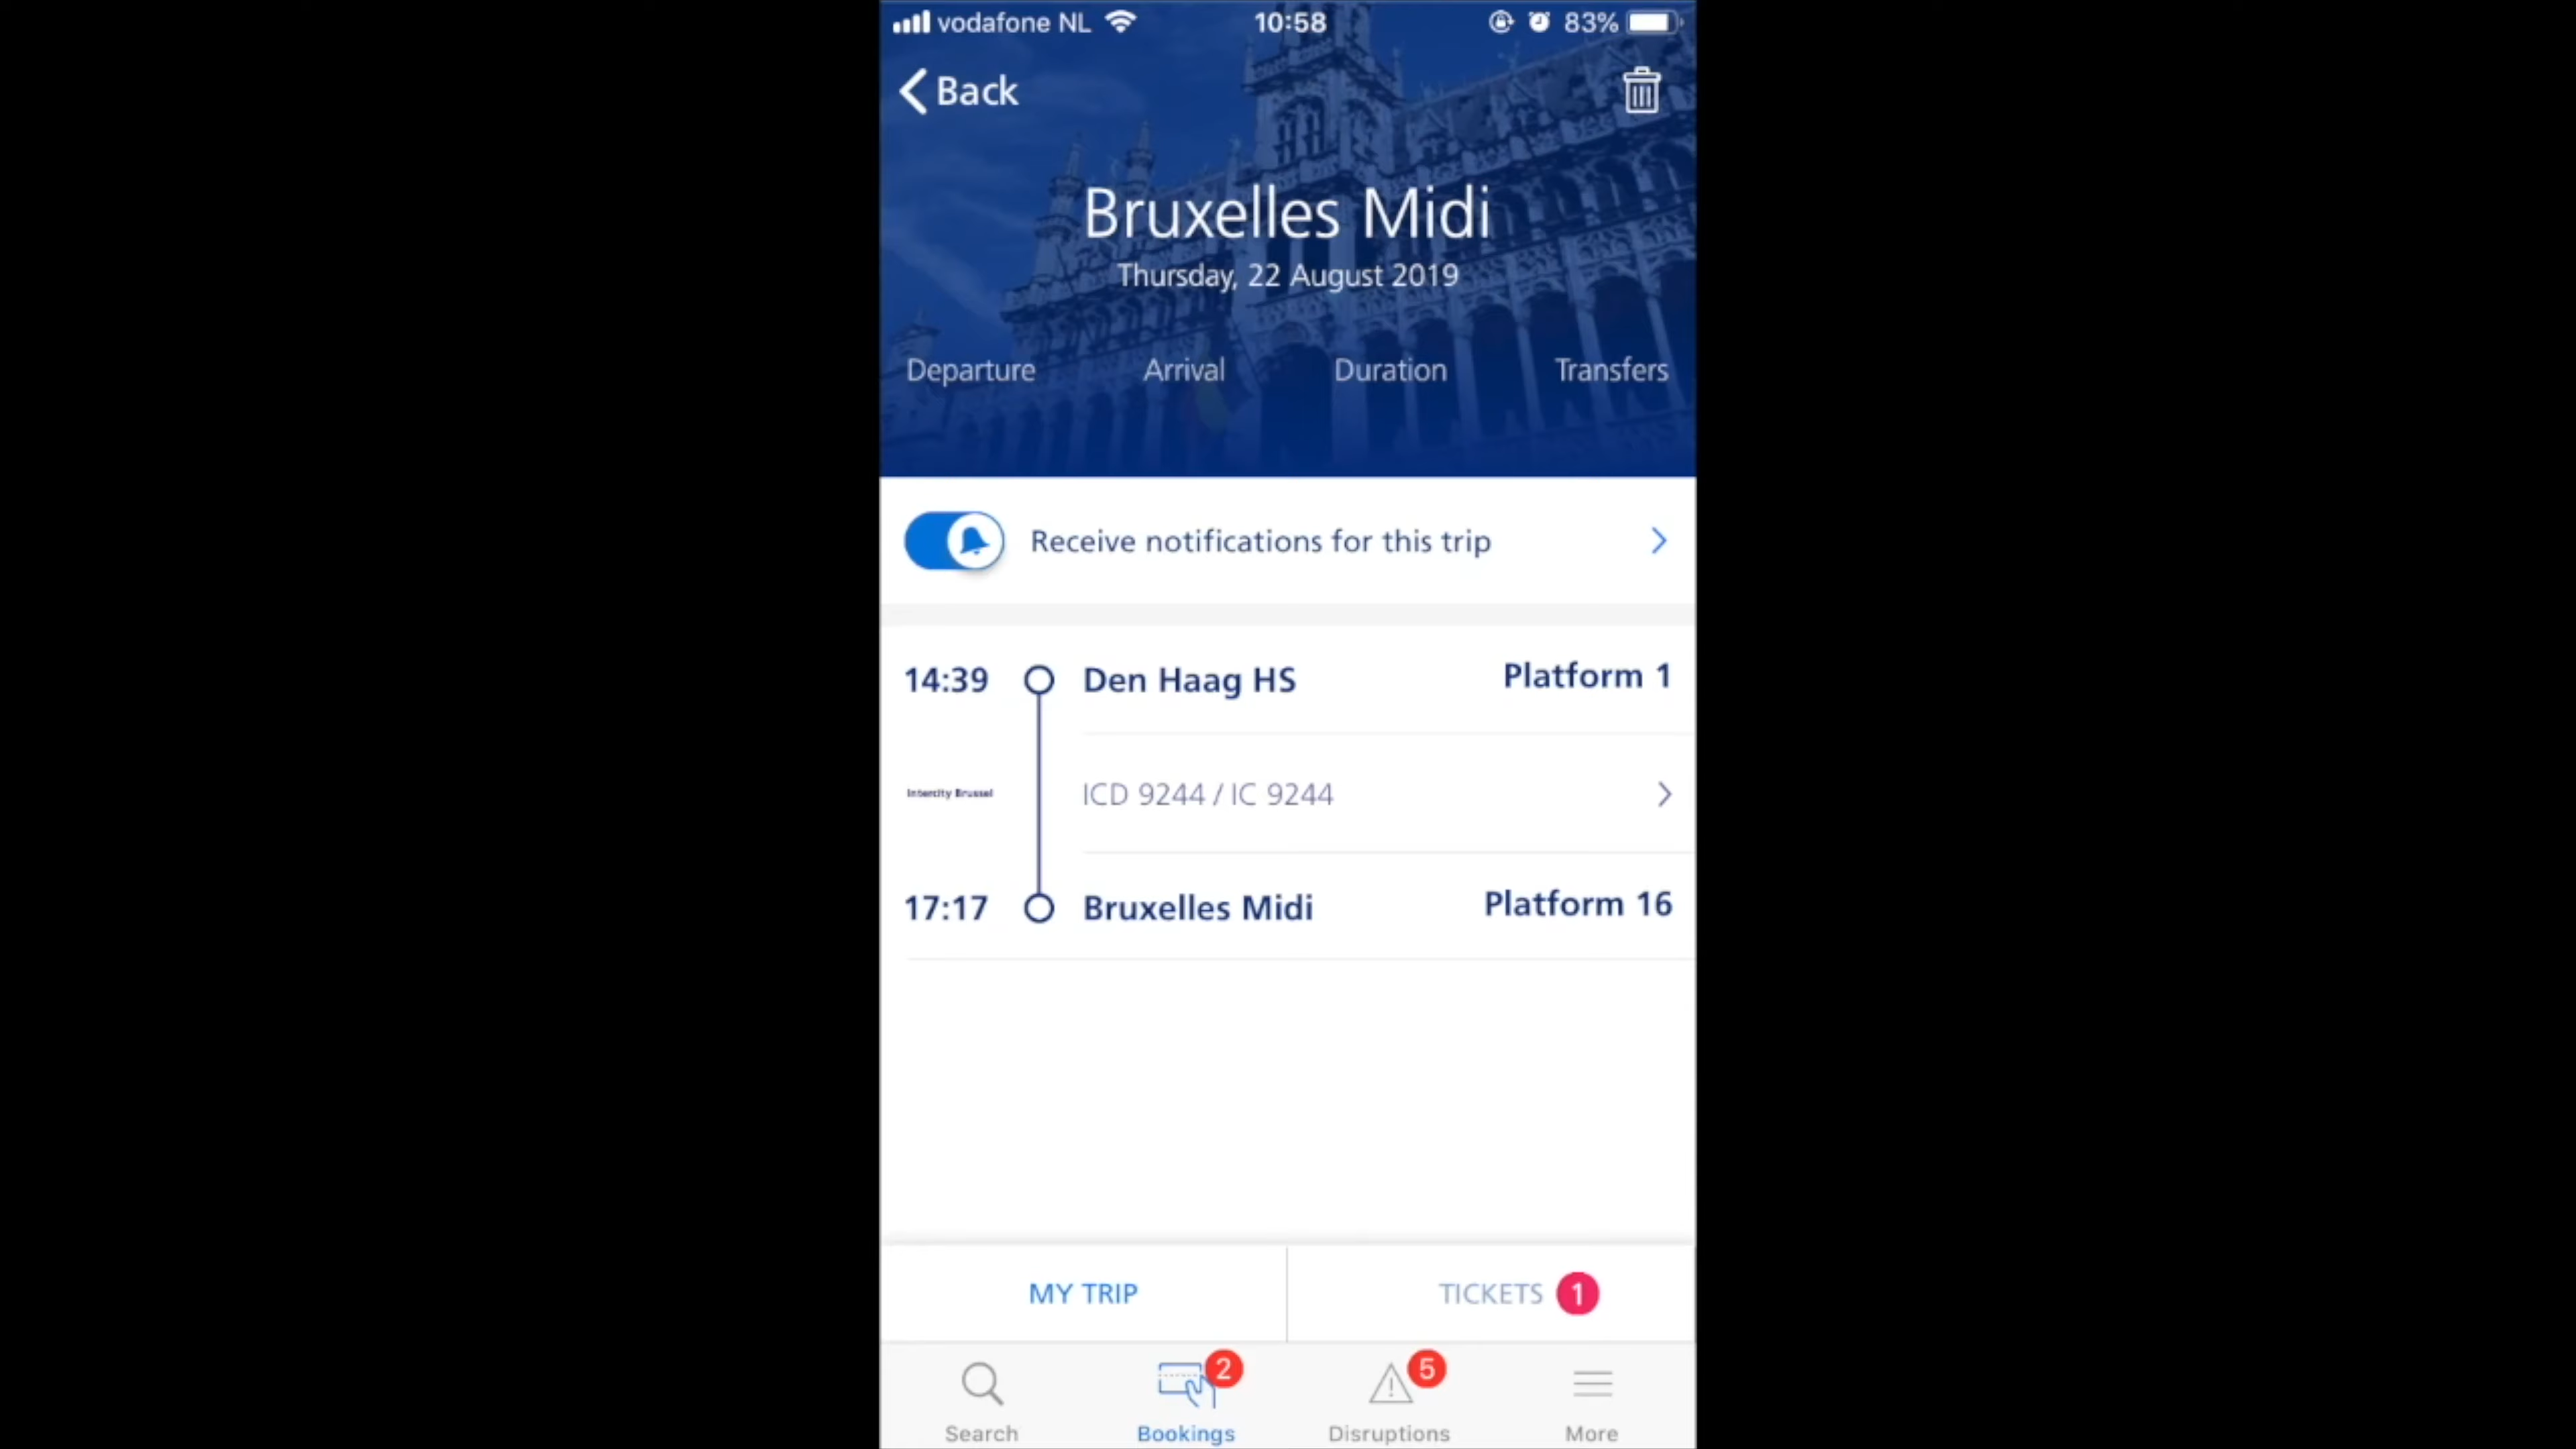 vodafone NL 10:58 83%
Back
Bruxelles Midi
Thursday, 22 August 2019
Departure Arrival Duration Transfers
Receive notifications for this trip
14:39 Den Haag HS Platform 1
Intercity Brussel ICD 9244 / IC 9244
17:17 Bruxelles Midi Platform 16
MY TRIP TICKETS 1
2 5
Search Bookings Disruptions More